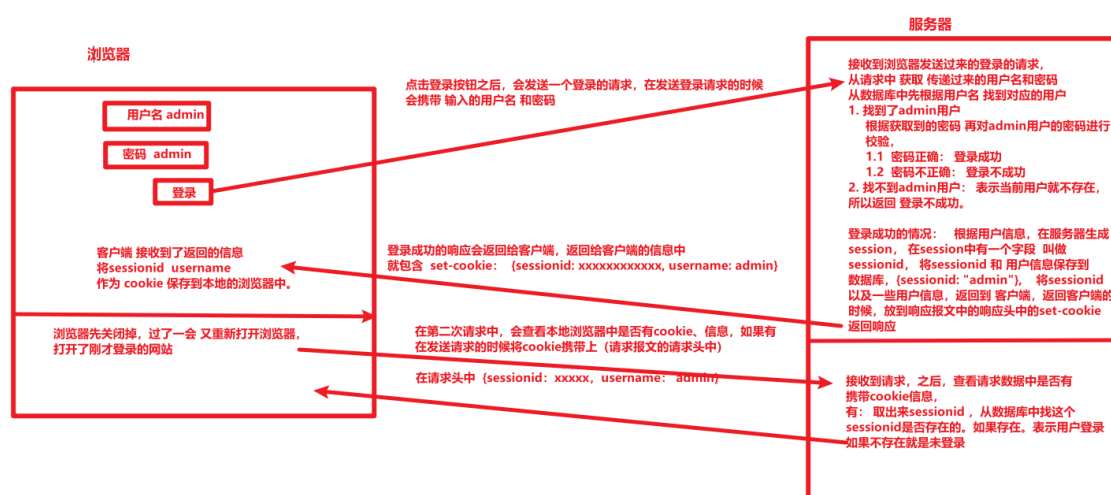 服务器
浏览器
点击登录按钮之后，会发送一个登录的请求，在发送登录请求的时候
会携带 输入的用户名 和密码
接收到浏览器发送过来的登录的请求，
从请求中 获取 传递过来的用户名和密码
从数据库中先根据用户名 找到对应的用户
1. 找到了admin用户
根据获取到的密码 再对admin用户的密码进行
校验，
1.1 密码正确： 登录成功
1.2 密码不正确： 登录不成功
2. 找不到admin用户： 表示当前用户就不存在，
所以返回 登录不成功。
用户名 admin
密码 admin
登录
登录成功的情况： 根据用户信息，在服务器生成
session， 在session中有一个字段 叫做
sessionid， 将sessionid 和 用户信息保存到
数据库，{sessionid: "admin"}， 将sessionid
以及一些用户信息，返回到 客户端，返回客户端的
时候，放到响应报文中的响应头中的set-cookie
返回响应
登录成功的响应会返回给客户端，返回给客户端的信息中
就包含 set-cookie： {sessionid: xxxxxxxxxxxxx, username: admin}
客户端 接收到了返回的信息
将sessionid username
作为 cookie 保存到本地的浏览器中。
浏览器先关闭掉，过了一会 又重新打开浏览器，
打开了刚才登录的网站
在第二次请求中，会查看本地浏览器中是否有cookie、信息，如果有
在发送请求的时候将cookie携带上（请求报文的请求头中）
在请求头中｛sessionid：xxxxx，username： admin｝
接收到请求，之后，查看请求数据中是否有
携带cookie信息，
有： 取出来sessionid ，从数据库中找这个
sessionid是否存在的。如果存在。表示用户登录
如果不存在就是未登录